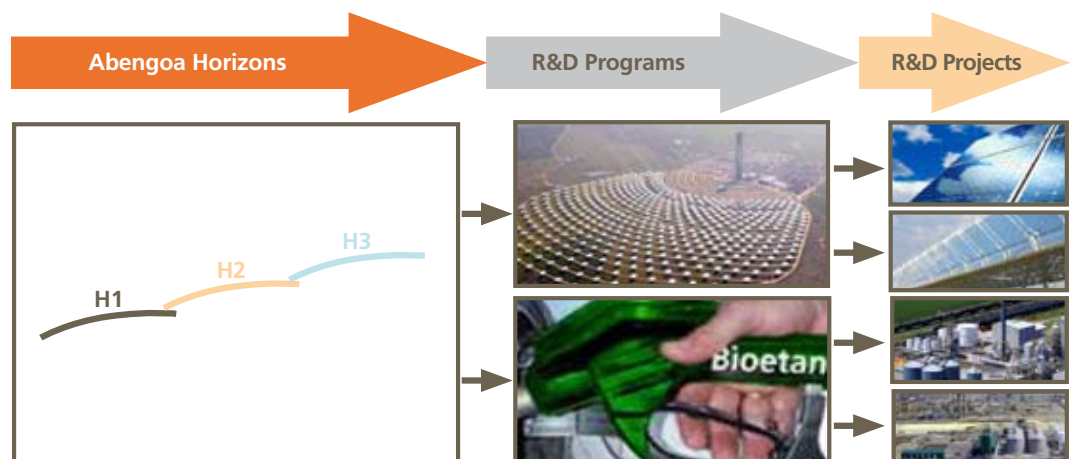 Abengoa Horizons
R&D Programs
R&D Projects
H3
H2
H1
Bioetan